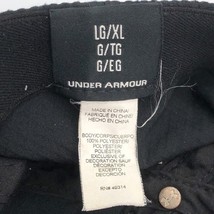 LG/XL
G/TG
G/EG
UNDER ARMOUR
MADE IN CHINA
FABRIQUÉ EN CHINE
HECHO EN CHINA
BODY/CORPS/CUERPO:
100% POLYESTER/
POLYESTER/
POLIÉSTER
EXCLUSIVE OF
DECORATION
SAUF DÉCORATION
EXCEPTO
DECORACIÓN